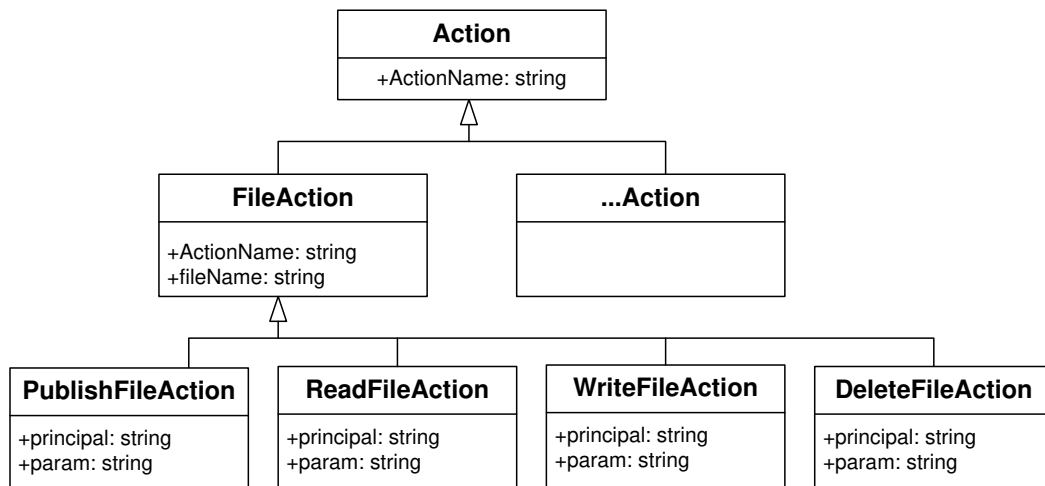 Action
+ActionName: string
FileAction
+ActionName: string
+fileName: string
...Action
PublishFileAction
+principal: string
+param: string
ReadFileAction
+principal: string
+param: string
WriteFileAction
+principal: string
+param: string
DeleteFileAction
+principal: string
+param: string